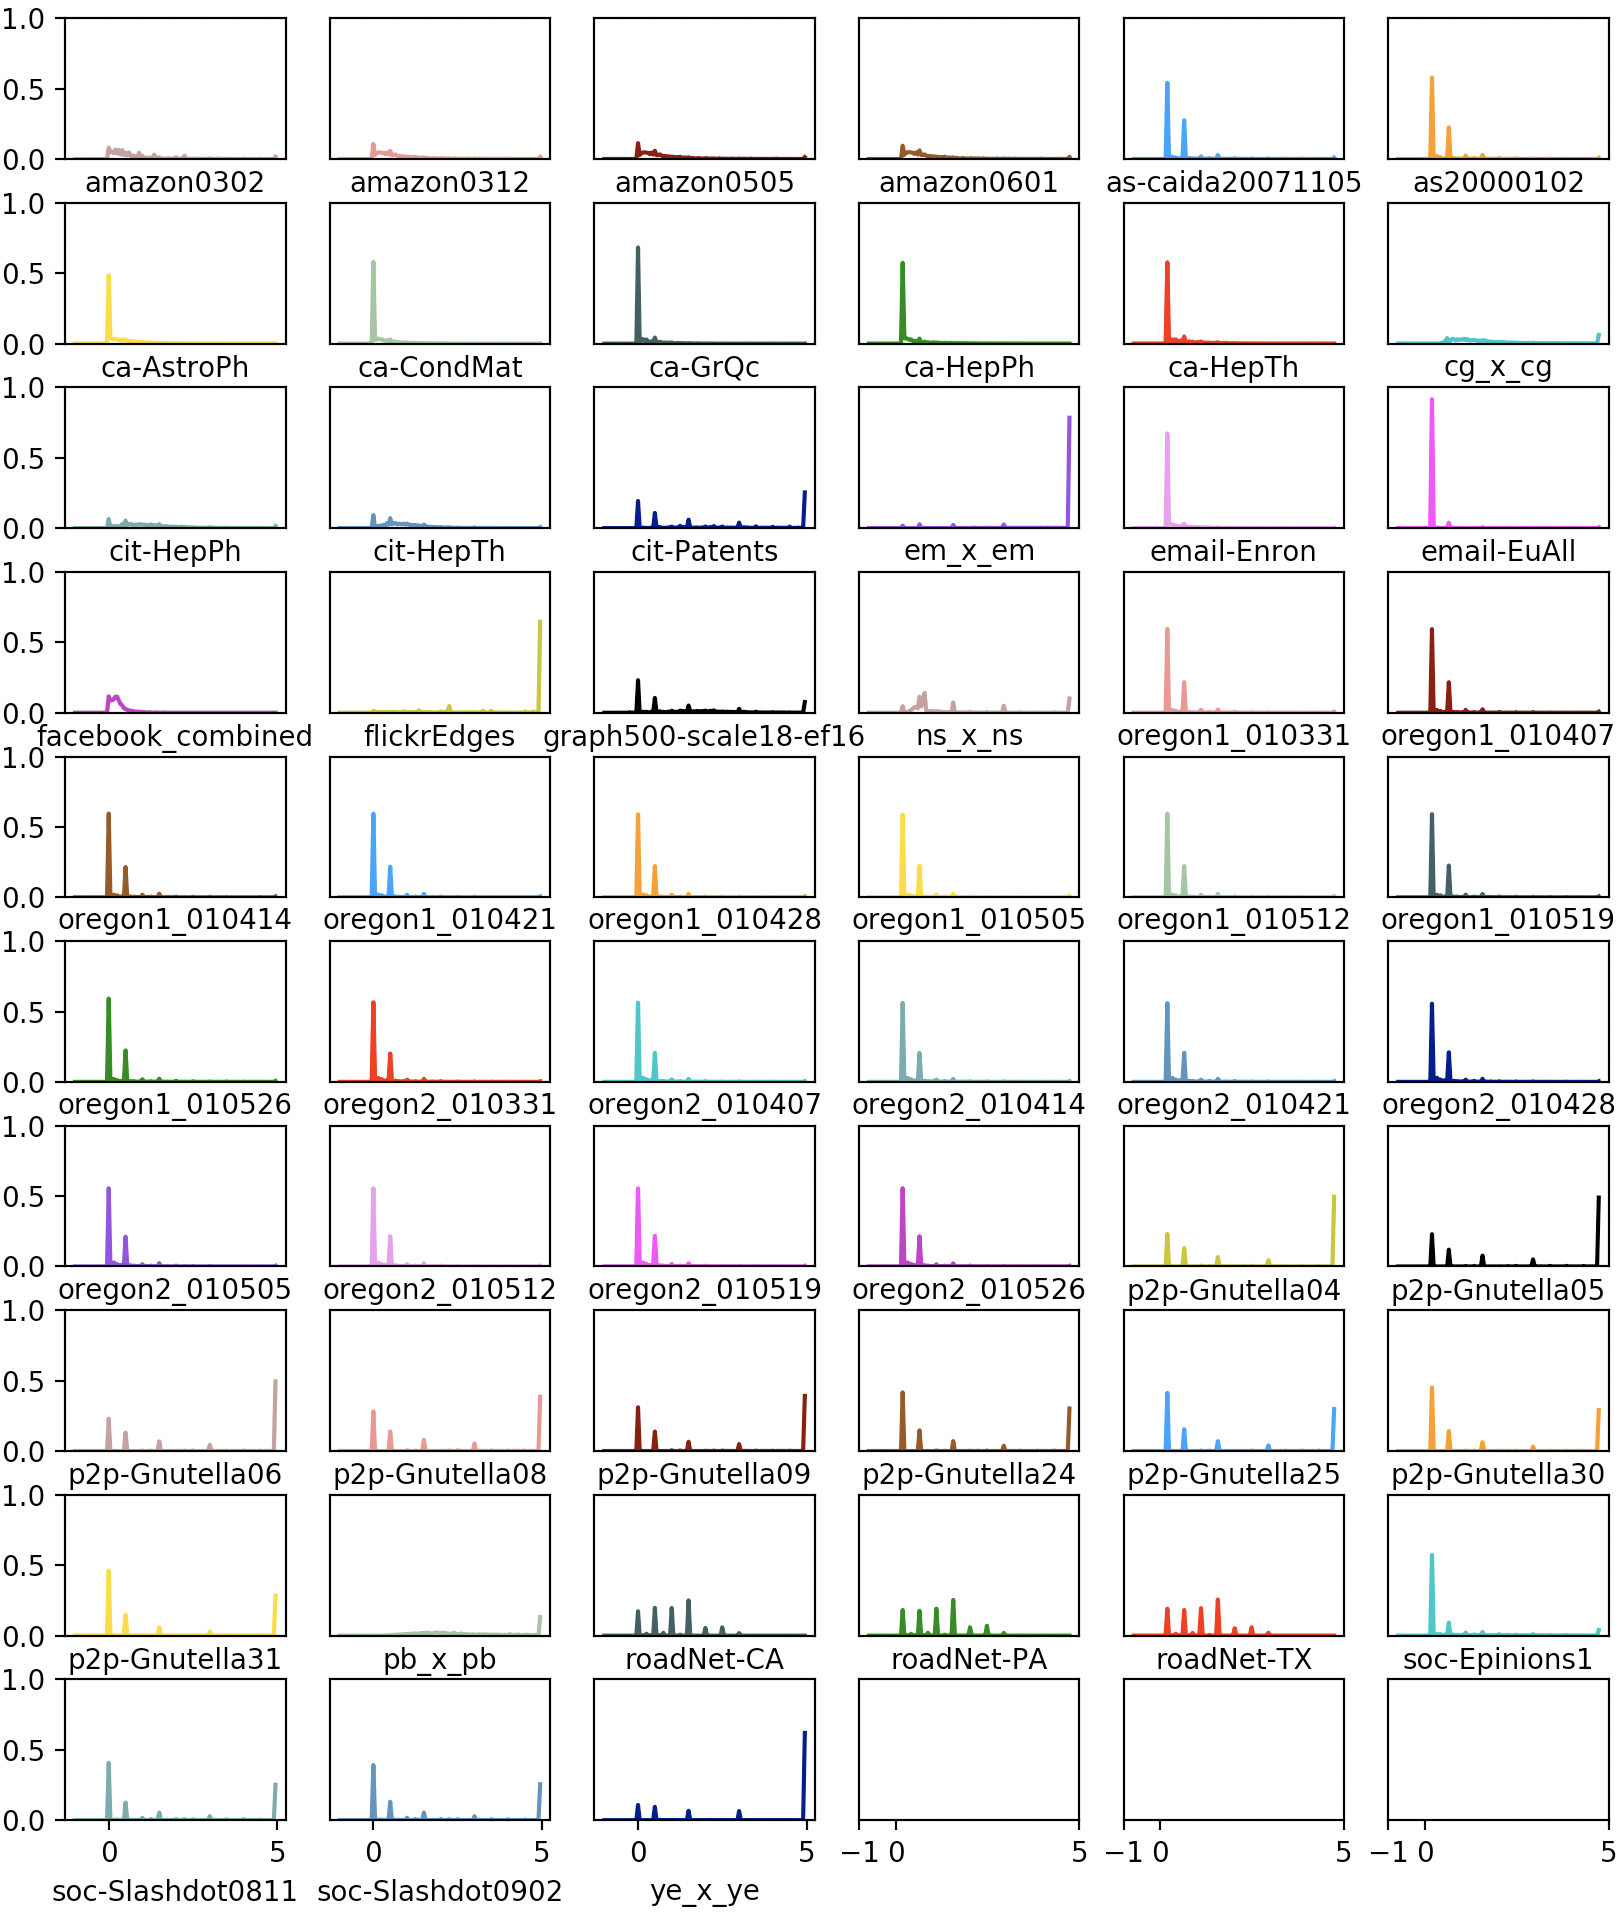 1.0
0.5
0.0
amazon0302 amazon0312 amazon0505 amazon0601 as-caida20071105 as20000102
1.0
0.5
0.0
ca-AstroPh ca-CondMat ca-GrQc ca-HepPh ca-HepTh cg_x_cg
1.0
0.5
0.0
cit-HepPh cit-HepTh cit-Patents em_x_em email-Enron email-EuAll
1.0
0.5
0.0
facebook_combined flickrEdges graph500-scale18-ef16 ns_x_ns oregon1_010331 oregon1_010407
1.0
0.5
0.0
oregon1_010414 oregon1_010421 oregon1_010428 oregon1_010505 oregon1_010512 oregon1_010519
1.0
0.5
0.0
oregon1_010526 oregon2_010331 oregon2_010407 oregon2_010414 oregon2_010421 oregon2_010428
1.0
0.5
0.0
oregon2_010505 oregon2_010512 oregon2_010519 oregon2_010526 p2p-Gnutella04 p2p-Gnutella05
1.0
0.5
0.0
p2p-Gnutella06 p2p-Gnutella08 p2p-Gnutella09 p2p-Gnutella24 p2p-Gnutella25 p2p-Gnutella30
1.0
0.5
0.0
p2p-Gnutella31 pb_x_pb roadNet-CA roadNet-PA roadNet-TX soc-Epinions1
1.0
0.5
0.0
0 5 0 5 0 5 −1 0 5 −1 0 5 −1 0 5
soc-Slashdot0811 soc-Slashdot0902 ye_x_ye